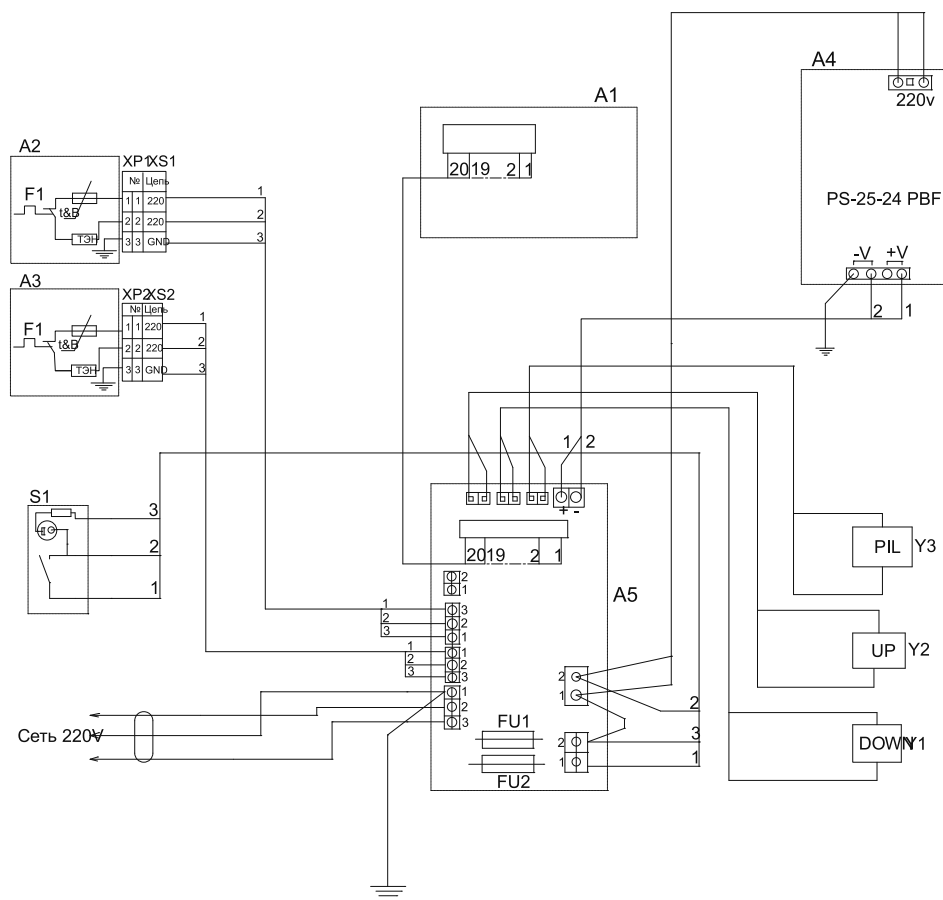 A4
220v
PS-25-24 PBF
-V +V
2 1
A1
20 19 2 1
A2
XP1 XS1
№ Цепь
F1
t&B
ТЭН
1 1 220
2 2 220
3 3 GND
1
2
3
A3
XP2 XS2
№ Цепь
F1
t&B
ТЭН
1 1 220
2 2 220
3 3 GND
1
2
3
S1
3
2
1
1 2
+ -
20 19 2 1
A5
2
1
1
2
3
3
2
1
1
2
3
1
2
3
1
2
3
2
1
2
1
2
3
1
FU1
FU2
Сеть 220V
PIL Y3
UP Y2
DOWN Y1